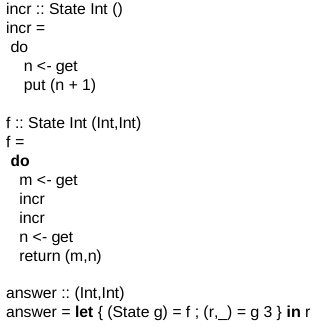 incr :: State Int ()
incr =
do
n <- get
put (n + 1)
f :: State Int (Int,Int)
f =
do
m <- get
incr
incr
n <- get
return (m,n)
answer :: (Int,Int)
answer = let { (State g) = f ; (r,_) = g 3 } in r